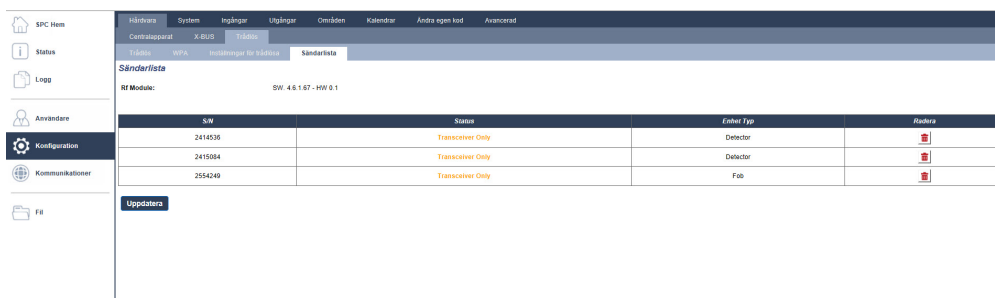 SPC Hem
Status
Logg
Användare
Konfiguration
Kommunikationer
Fil
Hårdvara System Ingångar Utgångar Områden Kalendrar Ändra egen kod Avancerad
Centralapparat X-BUS Trådlös
Trådlös WPA Inställningar för trådlösa Sändarlista
Sändarlista
Rf Module: SW. 4.6.1.67 - HW 0.1
S/N Status Enhet Typ Radera
2414536 Transceiver Only Detector
2415084 Transceiver Only Detector
2554249 Transceiver Only Fob
Uppdatera